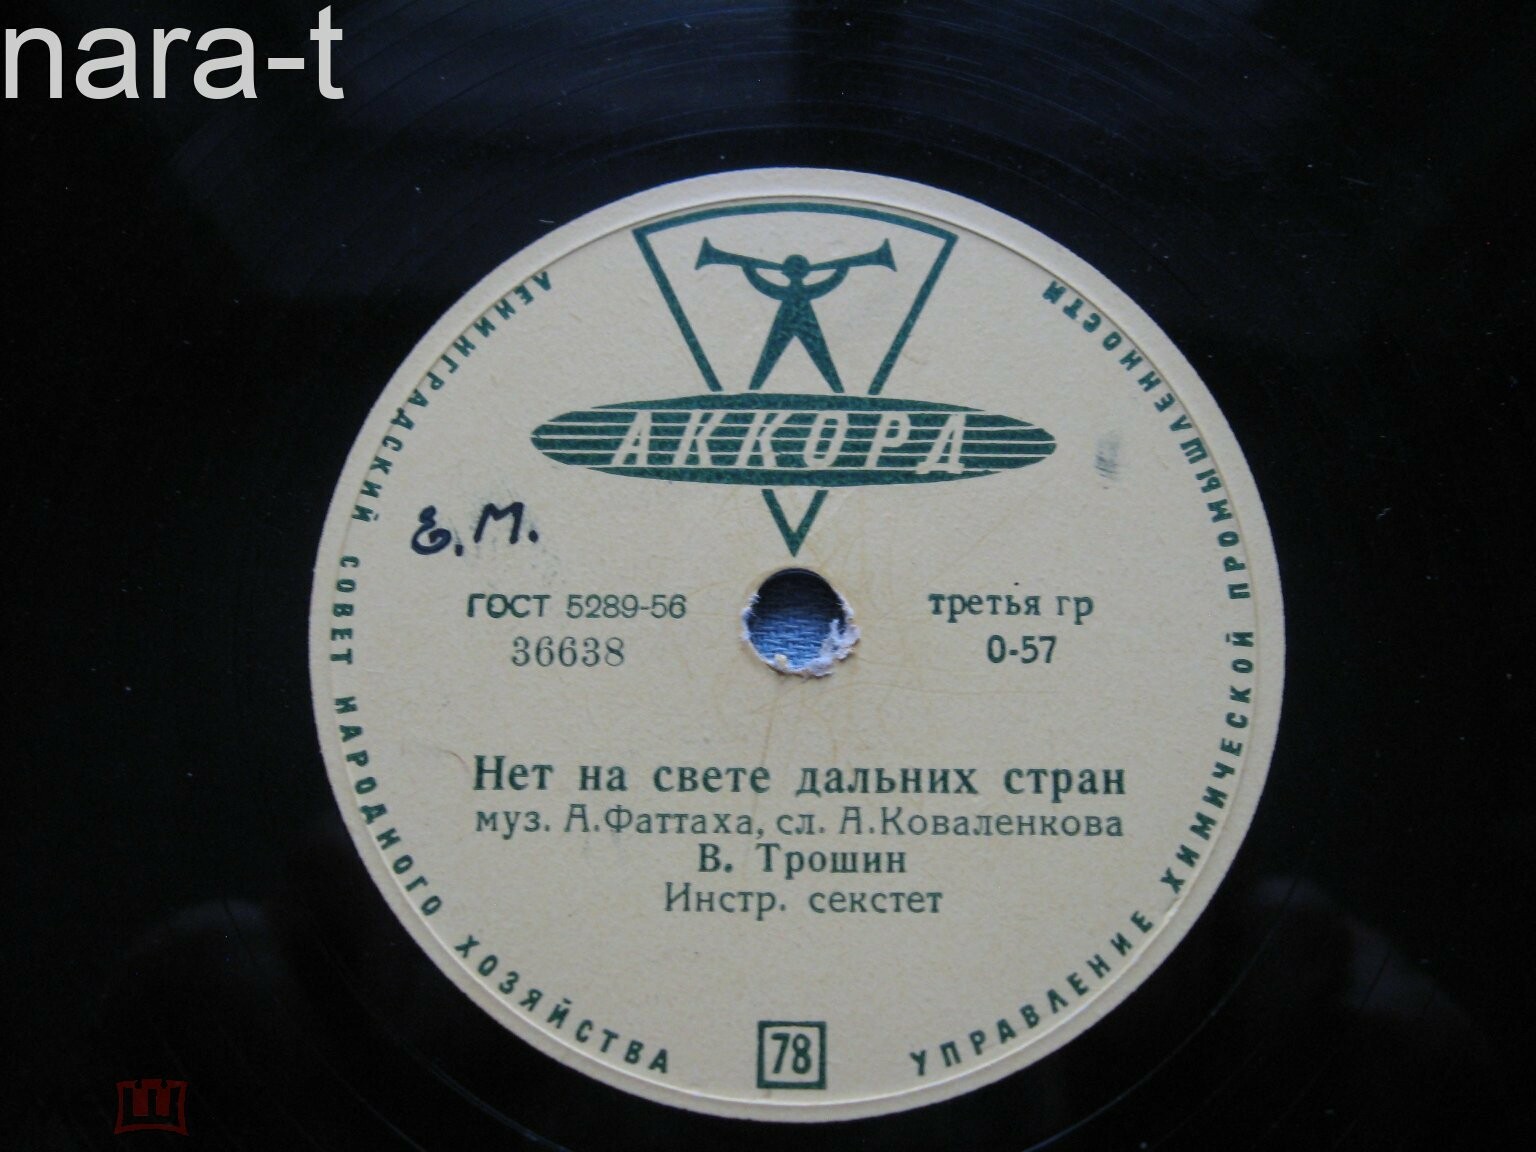 nara-t
АККОРД
Е.М.
ГОСТ 5289-56
36638
третья гр
0-57
Нет на свете дальних стран
муз. А.Фаттаха, сл. А.Коваленкова
В. Трошин
Инстр. секстет
78
ЛЕНИНГРАДСКИЙ СОВЕТ НАРОДНОГО ХОЗЯЙСТВА
УПРАВЛЕНИЕ ХИМИЧЕСКОЙ ПРОМЫШЛЕННОСТИ